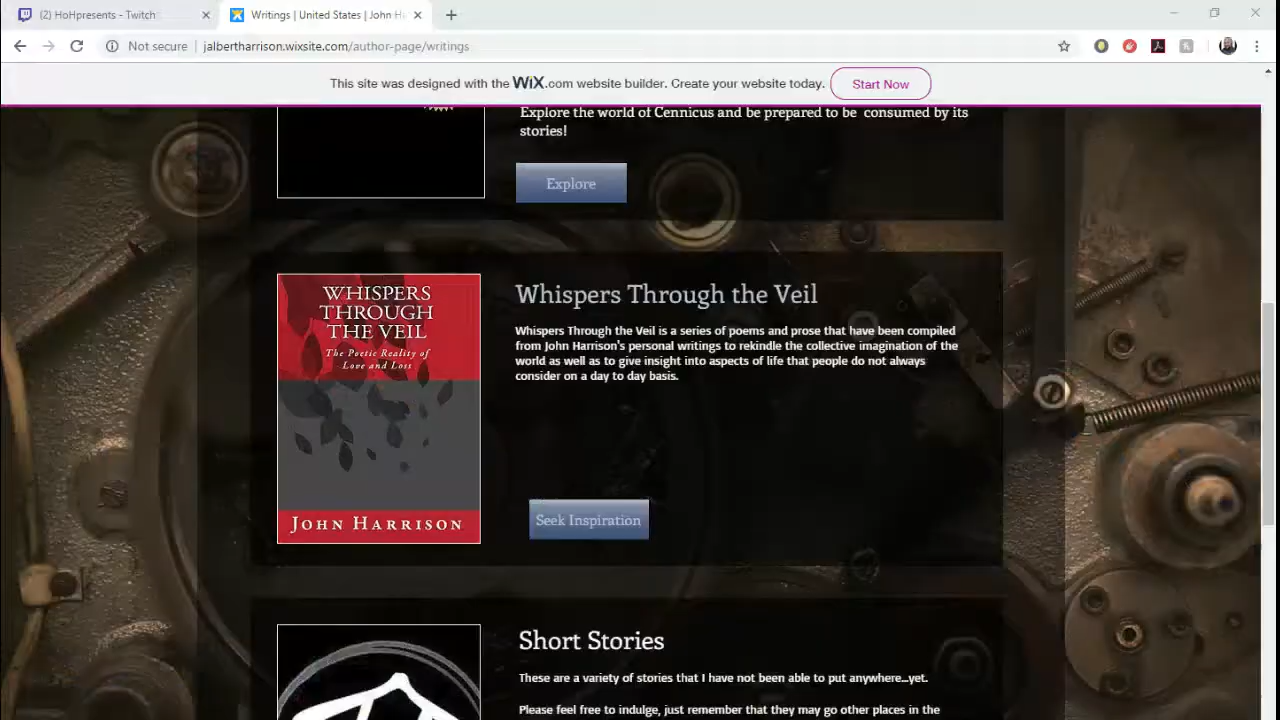 (2) HoHpresents - Twitch
Writings | United States | John H
Not secure
jalbertharrison.wixsite.com/author-page/writings
This site was designed with the WiX.com website builder. Create your website today.
Start Now
Explore the world of Cennicus and be prepared to be consumed by its
stories!
Explore
WHISPERS
THROUGH
THE VEIL
The Poetic Reality of
Love and Loss
JOHN HARRISON
Whispers Through the Veil
Whispers Through the Veil is a series of poems and prose that have been compiled
from John Harrison's personal writings to rekindle the collective imagination of the
world as well as to give insight into aspects of life that people do not always
consider on a day to day basis.
Seek Inspiration
Short Stories
These are a variety of stories that I have not been able to put anywhere...yet.
Please feel free to indulge, just remember that they may go other places in the